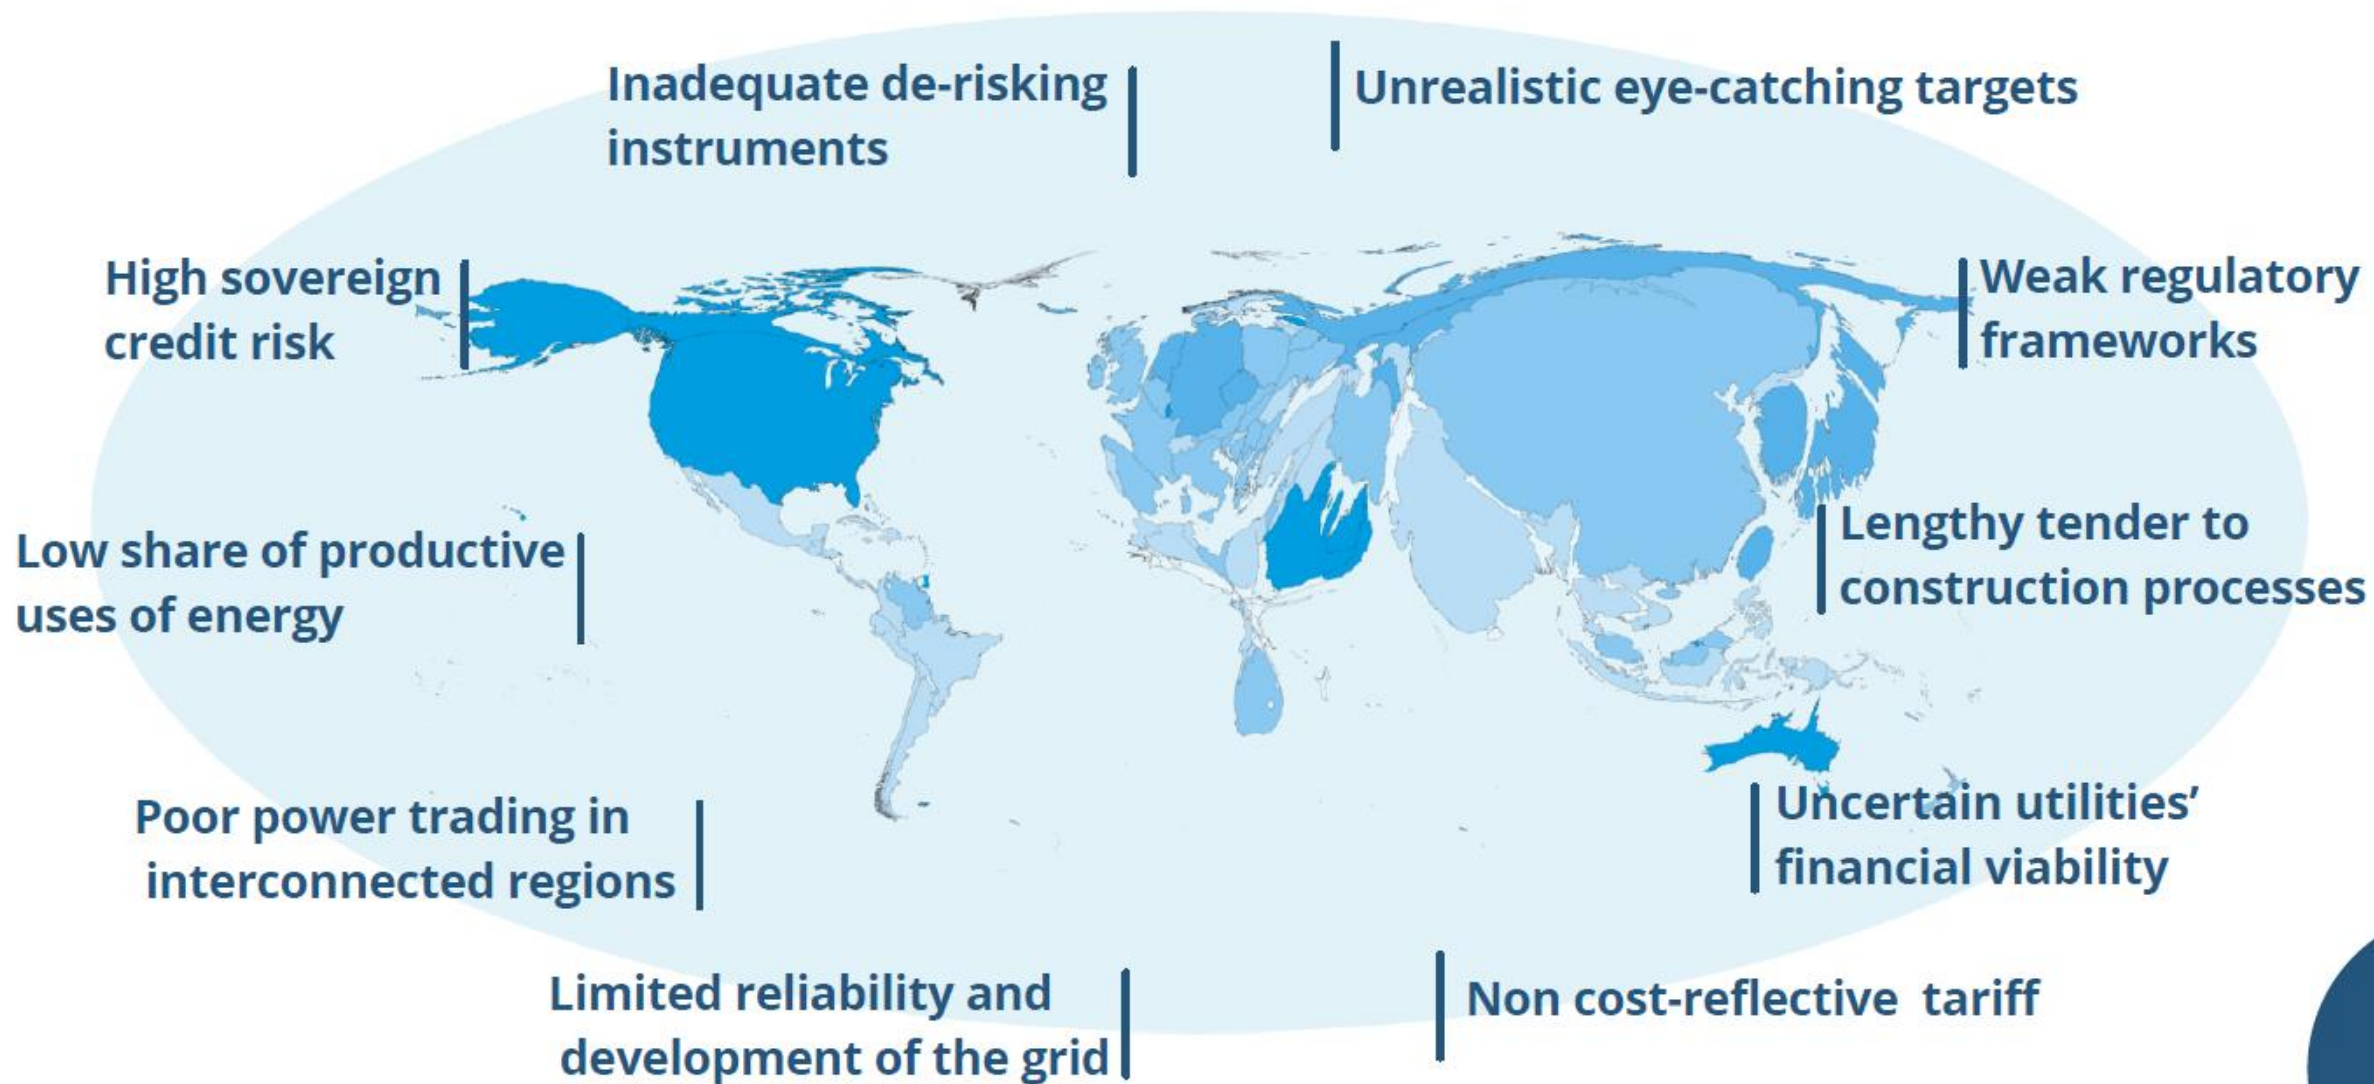 Inadequate de-risking
instruments
Unrealistic eye-catching targets
High sovereign
credit risk
Weak regulatory
frameworks
Low share of productive
uses of energy
Lengthy tender to
construction processes
Poor power trading in
interconnected regions
Uncertain utilities’
financial viability
Limited reliability and
development of the grid
Non cost-reflective tariff